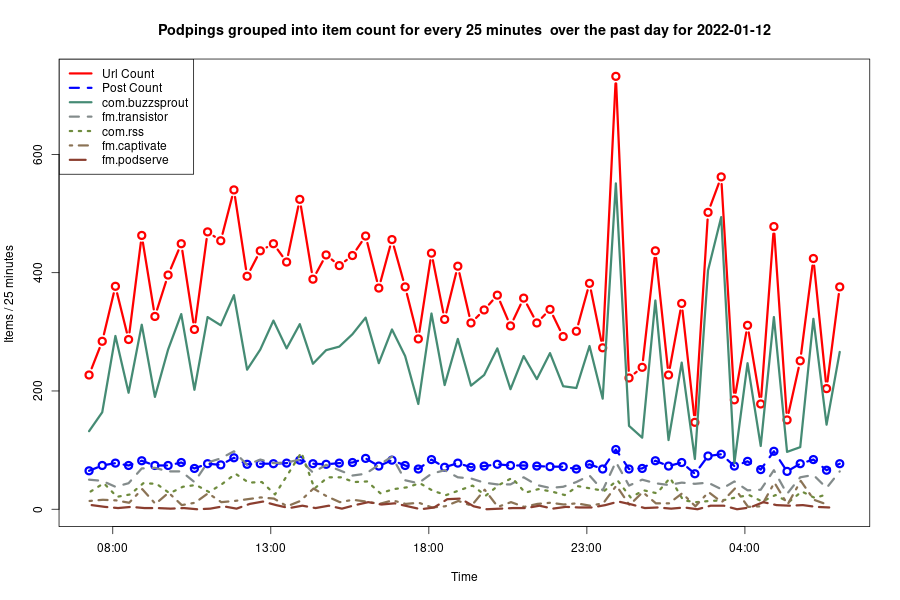 Podpings grouped into item count for every 25 minutes  over the past day for 2022-01-12
Url Count
Post Count
com.buzzsprout
fm.transistor
com.rss
fm.captivate
fm.podserve
Items / 25 minutes
600
400
200
0
08:00 13:00 18:00 23:00 04:00
Time